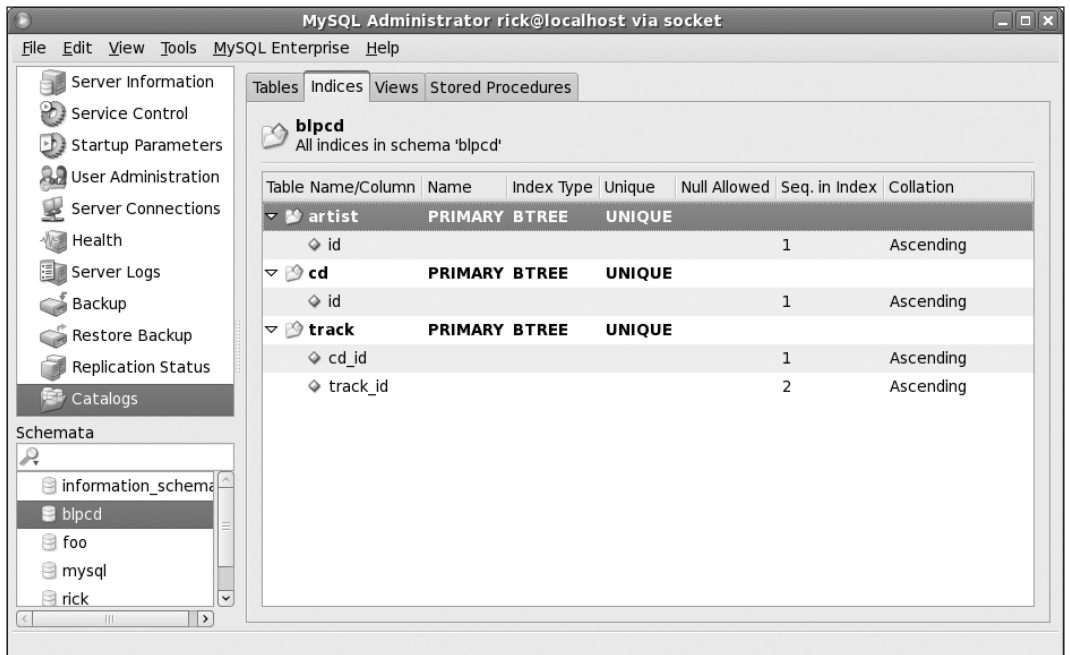 MySQL Administrator rick@localhost via socket
File Edit View Tools MySQL Enterprise Help
Server Information
Service Control
Startup Parameters
User Administration
Server Connections
Health
Server Logs
Backup
Restore Backup
Replication Status
Catalogs
Schemata
information_schema
blpcd
foo
mysql
rick
Tables Indices Views Stored Procedures
blpcd
All indices in schema 'blpcd'
Table Name/Column Name Index Type Unique Null Allowed Seq. in Index Collation
artist PRIMARY BTREE UNIQUE
id 1 Ascending
cd PRIMARY BTREE UNIQUE
id 1 Ascending
track PRIMARY BTREE UNIQUE
cd_id 1 Ascending
track_id 2 Ascending